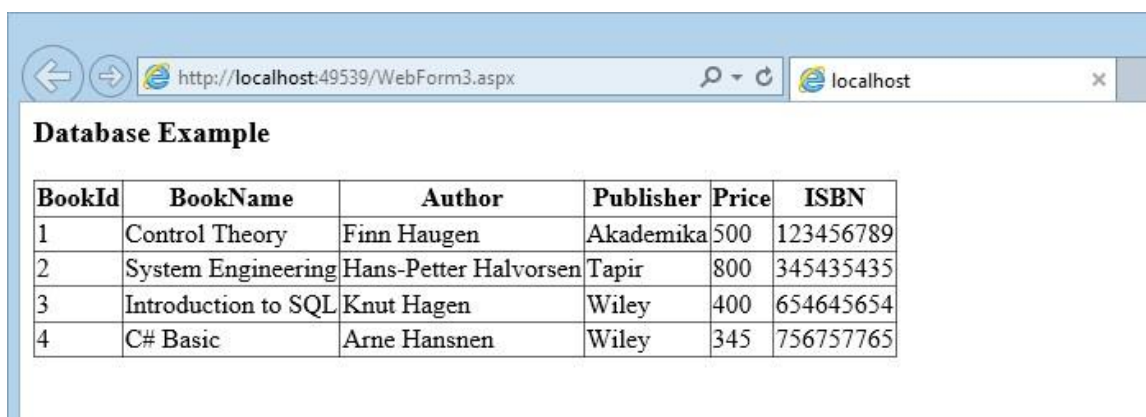 http://localhost:49539/WebForm3.aspx localhost
Database Example
BookId BookName Author Publisher Price ISBN
1 Control Theory Finn Haugen Akademika 500 123456789
2 System Engineering Hans-Petter Halvorsen Tapir 800 345435435
3 Introduction to SQL Knut Hagen Wiley 400 654645654
4 C# Basic Arne Hansnen Wiley 345 756757765